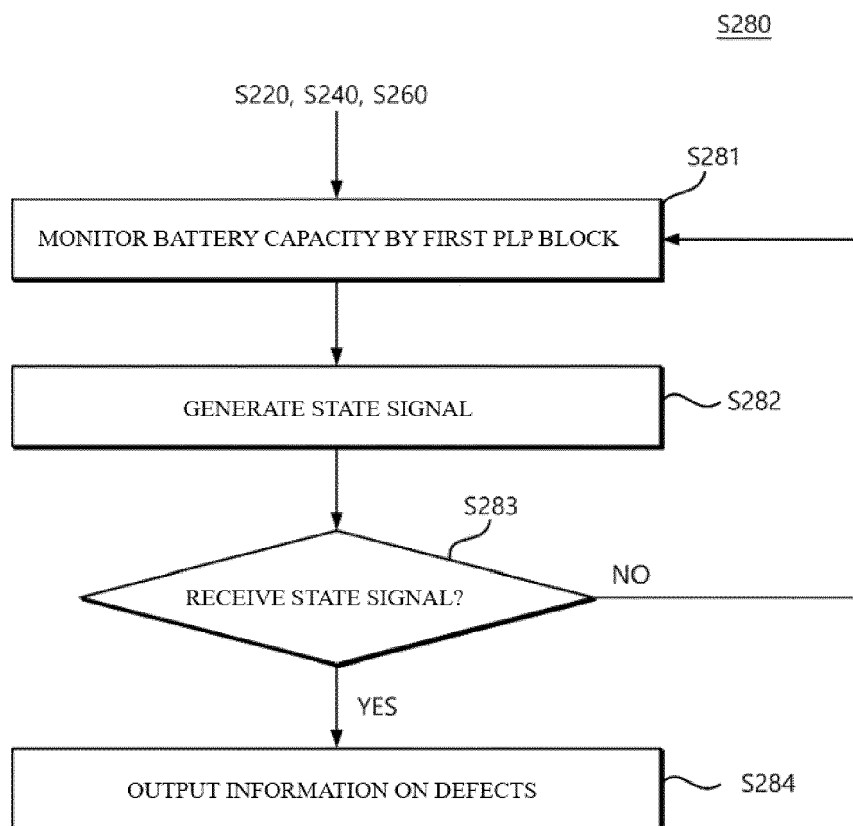 S280
S220, S240, S260
S281
MONITOR BATTERY CAPACITY BY FIRST PLP BLOCK
GENERATE STATE SIGNAL
S282
S283
RECEIVE STATE SIGNAL?
NO
YES
OUTPUT INFORMATION ON DEFECTS
S284